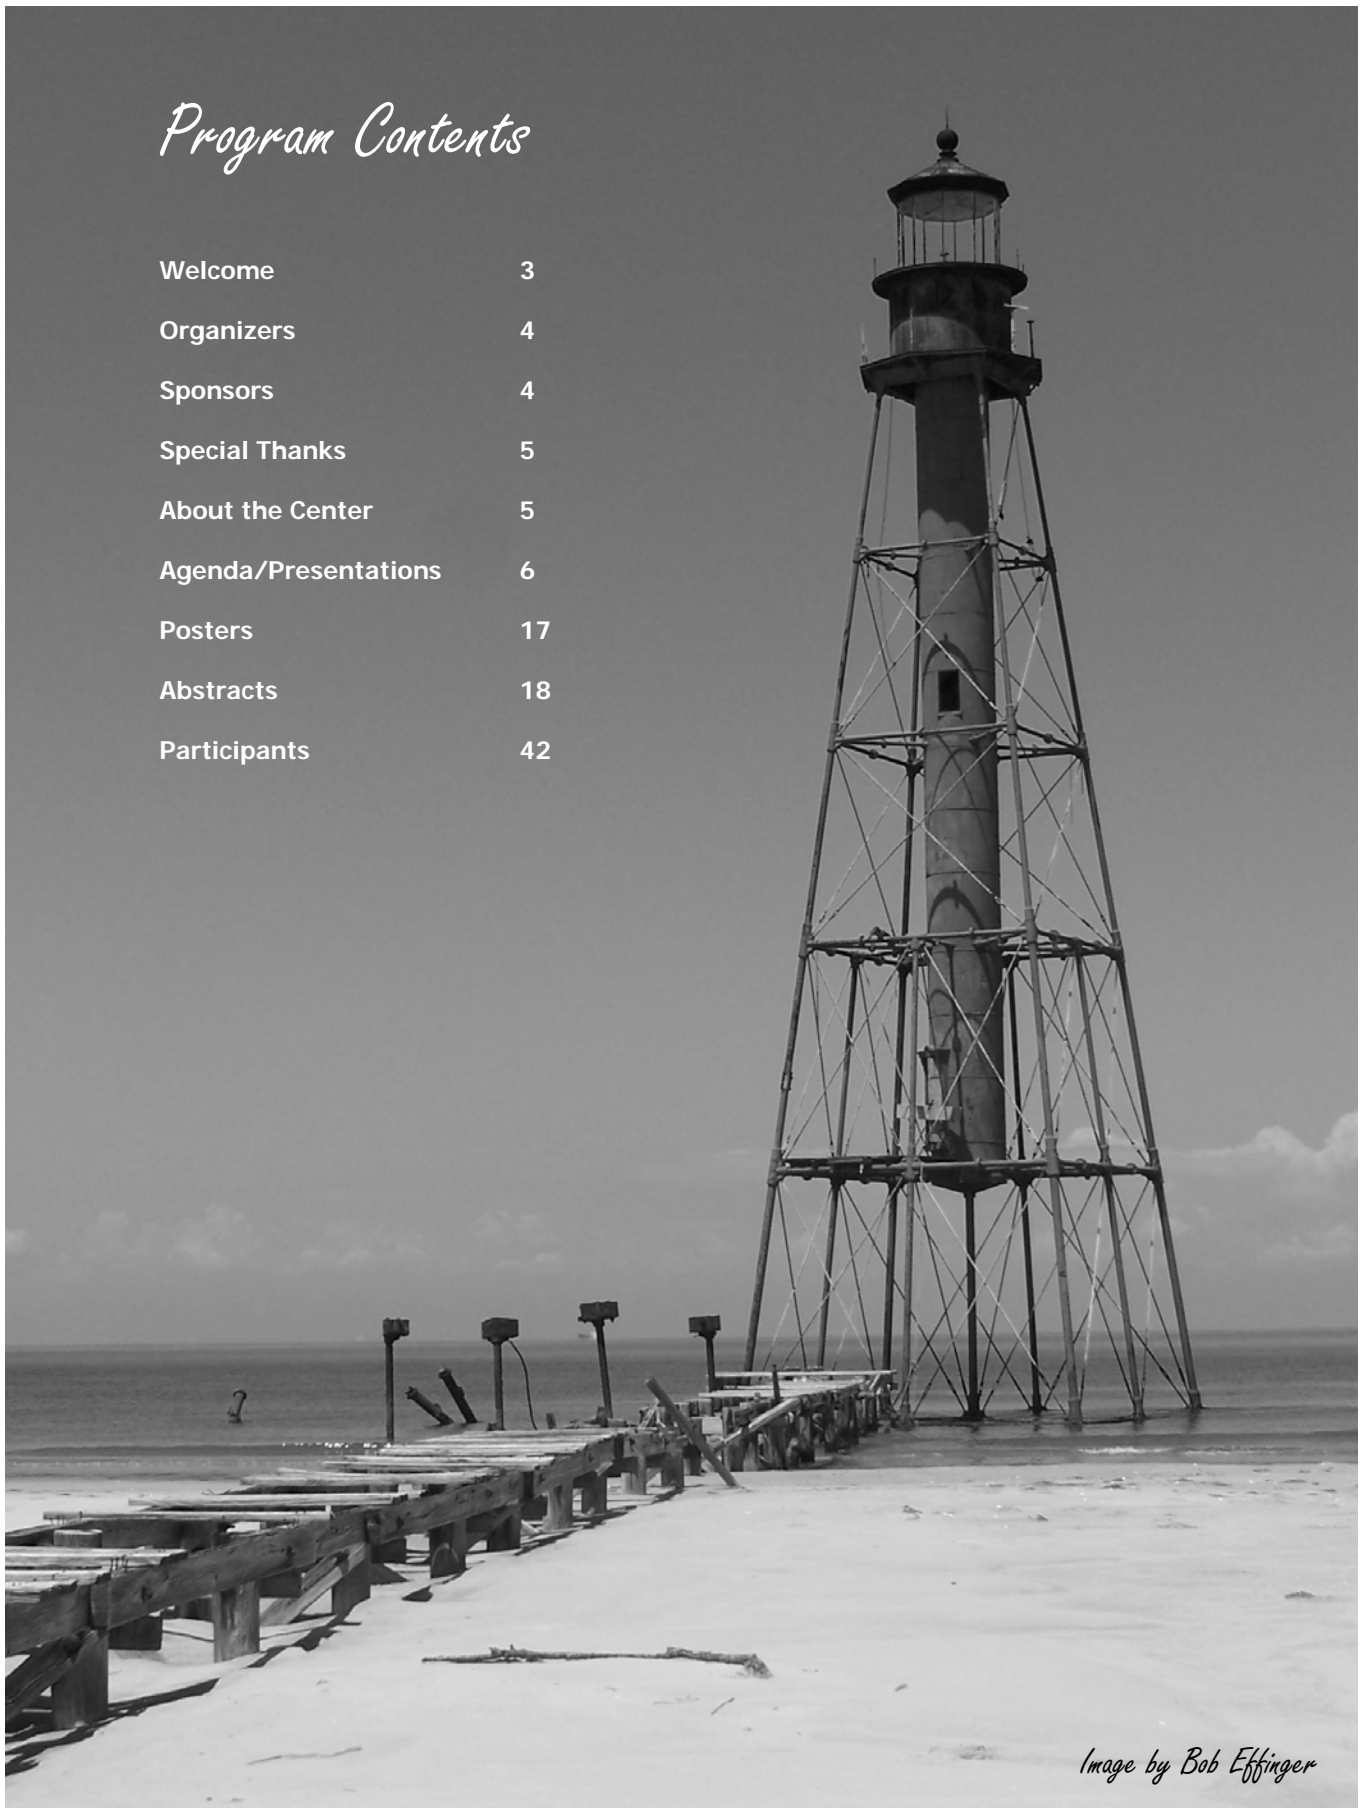 Program Contents
Welcome 3
Organizers 4
Sponsors 4
Special Thanks 5
About the Center 5
Agenda/Presentations 6
Posters 17
Abstracts 18
Participants 42
Image by Bob Effinger